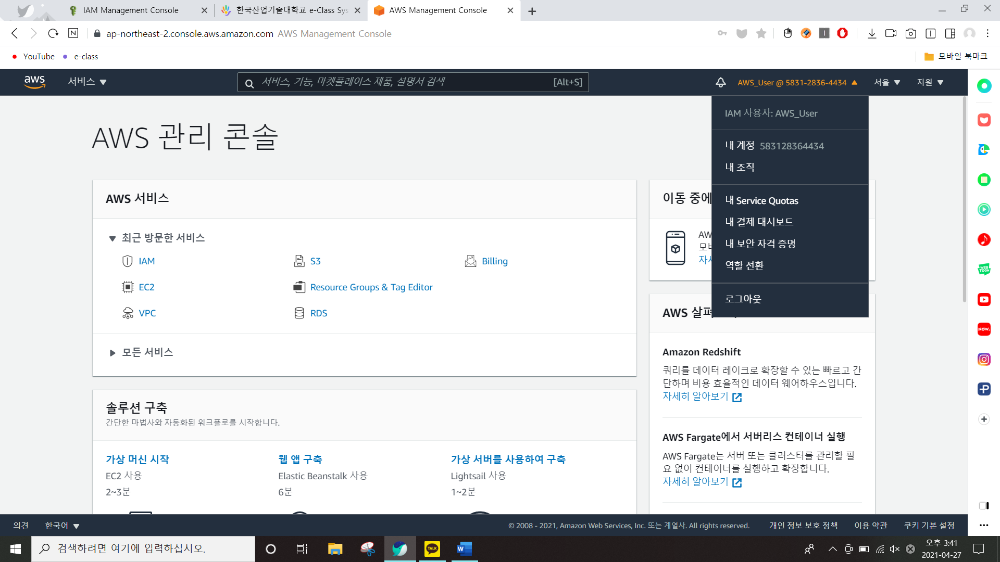 IAM Management Console
한국산업기술대학교 e-Class Sys
AWS Management Console
N
ap-northeast-2.console.aws.amazon.com AWS Management Console
YouTube
e-class
모바일 북마크
aws
서비스
서비스, 기능, 마켓플레이스 제품, 설명서 검색
[Alt+S]
AWS_User @ 5831-2836-4434
서울
지원
IAM 사용자: AWS_User
내 계정 583128364434
내 조직
내 Service Quotas
내 결제 대시보드
내 보안 자격 증명
역할 전환
로그아웃
AWS 관리 콘솔
AWS 서비스
최근 방문한 서비스
IAM
S3
Billing
EC2
Resource Groups & Tag Editor
VPC
RDS
모든 서비스
솔루션 구축
간단한 마법사와 자동화된 워크플로를 시작합니다.
가상 머신 시작
EC2 사용
2~3분
웹 앱 구축
Elastic Beanstalk 사용
6분
가상 서버를 사용하여 구축
Lightsail 사용
1~2분
이동 중에
AWS 살펴
Amazon Redshift
쿼리를 데이터 레이크로 확장할 수 있는 빠르고 간
단하며 비용 효율적인 데이터 웨어하우스입니다.
자세히 알아보기
AWS Fargate에서 서버리스 컨테이너 실행
AWS Fargate는 서버 또는 클러스터를 관리할 필
요 없이 컨테이너를 실행하고 확장합니다.
자세히 알아보기
WEB
TOON
NOW.
의견
한국어
© 2008 - 2021, Amazon Web Services, Inc. 또는 계열사. All rights reserved.
개인 정보 보호 정책
이용 약관
쿠키 기본 설정
검색하려면 여기에 입력하십시오.
TALK
W
오후 3:41
2021-04-27